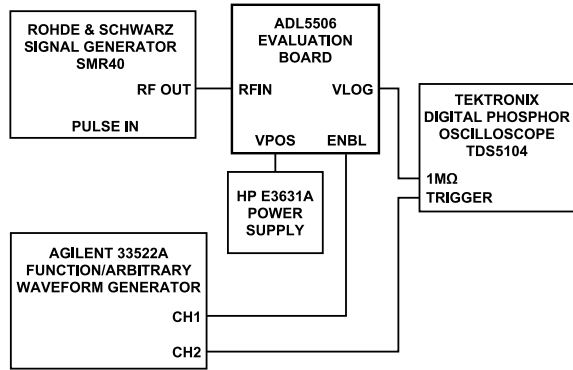 ROHDE & SCHWARZ
SIGNAL GENERATOR
SMR40
RF OUT
PULSE IN
ADL5506
EVALUATION
BOARD
RFIN
VLOG
VPOS
ENBL
TEKTRONIX
DIGITAL PHOSPHOR
OSCILLOSCOPE
TDS5104
1MΩ
TRIGGER
HP E3631A
POWER
SUPPLY
AGILENT 33522A
FUNCTION/ARBITRARY
WAVEFORM GENERATOR
CH1
CH2